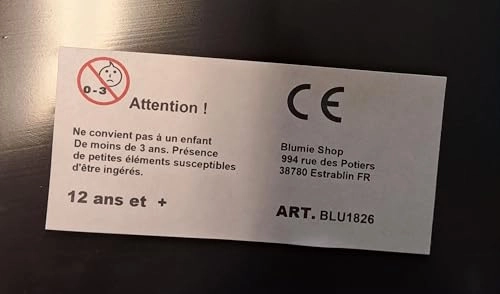 0-3
Attention !
Ne convient pas à un enfant
De moins de 3 ans. Présence
de petites éléments susceptibles
d'être ingérés.
12 ans et +
CE
Blumie Shop
994 rue des Potiers
38780 Estrablin FR
ART. BLU1826